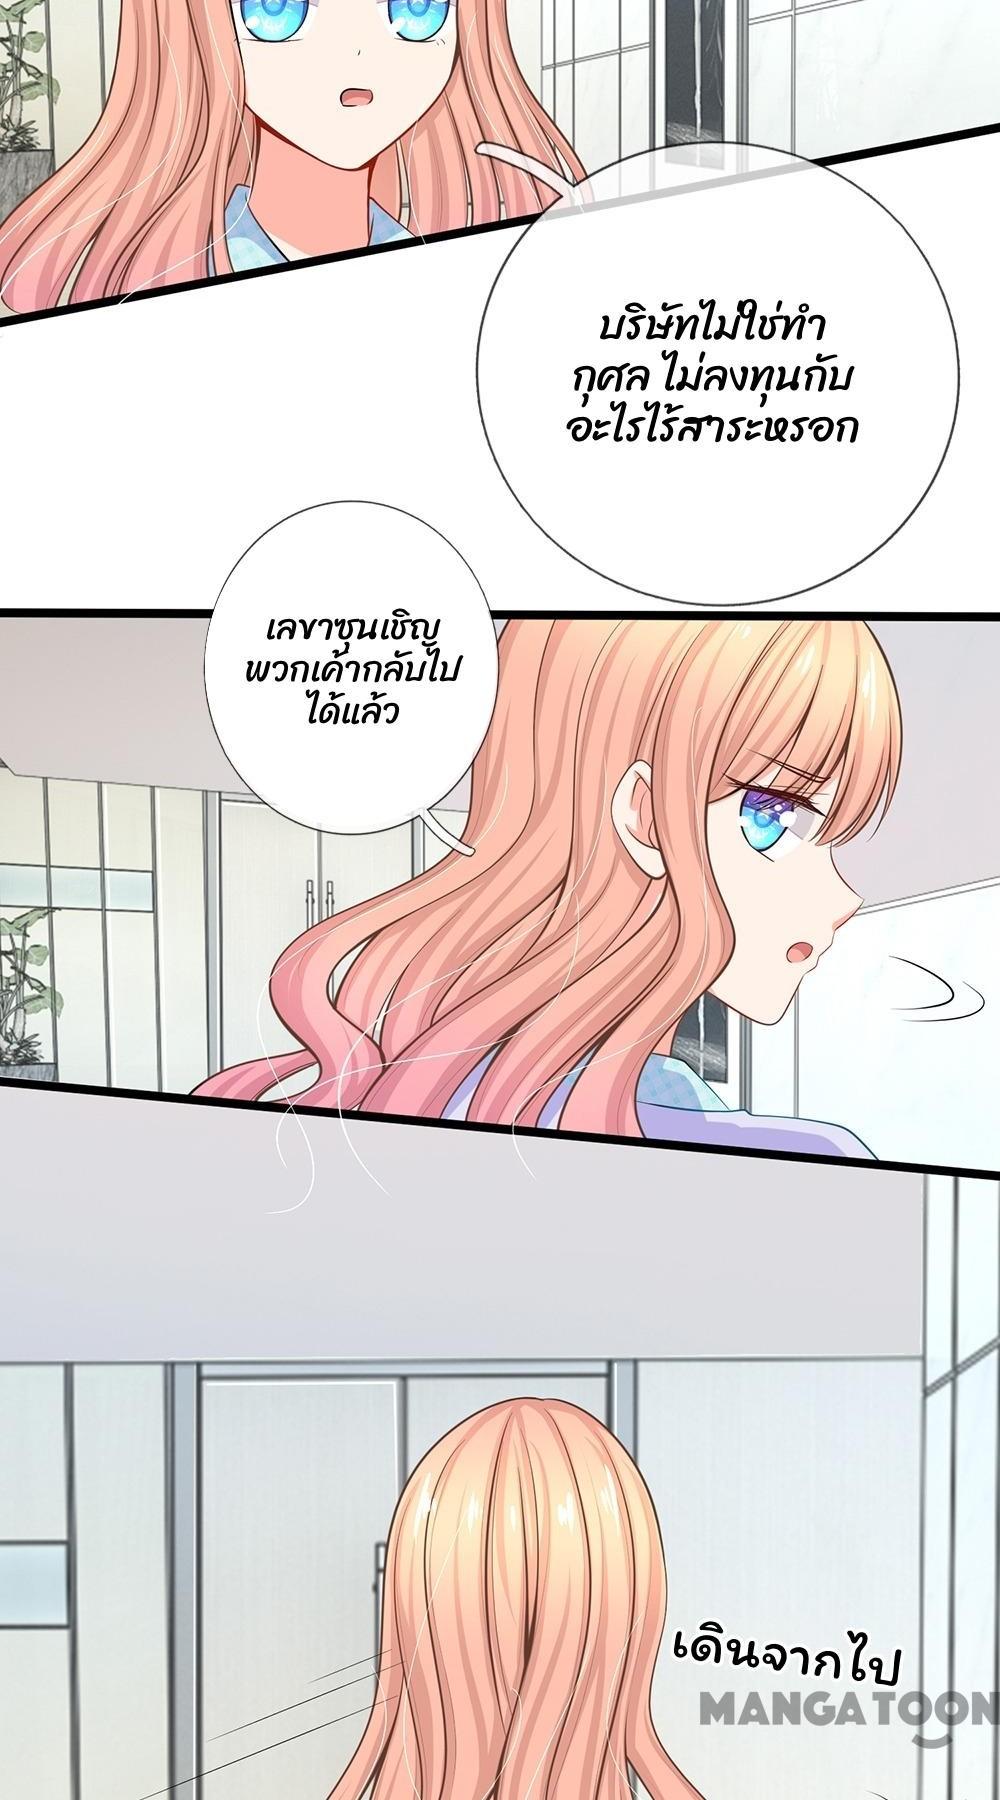 บริษัทไม่ใช่ทำ
กุศล ไม่ลงทุนกับ
อะไรไร้สาระหรอก
เลขาซุนเชิญ
พวกเค้ากลับไป
ได้แล้ว
เดินจากไป
MANGATOON